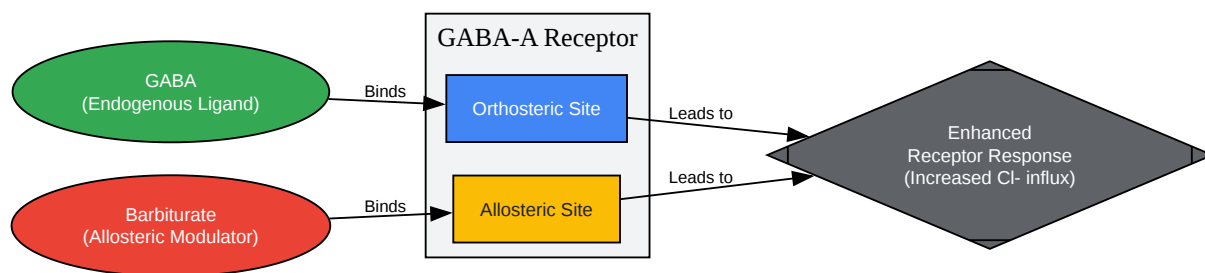 GABA-A Receptor
GABA
(Endogenous Ligand)
Binds
Orthosteric Site
Leads to
Barbiturate
(Allosteric Modulator)
Binds
Allosteric Site
Leads to
Enhanced
Receptor Response
(Increased Cl- influx)